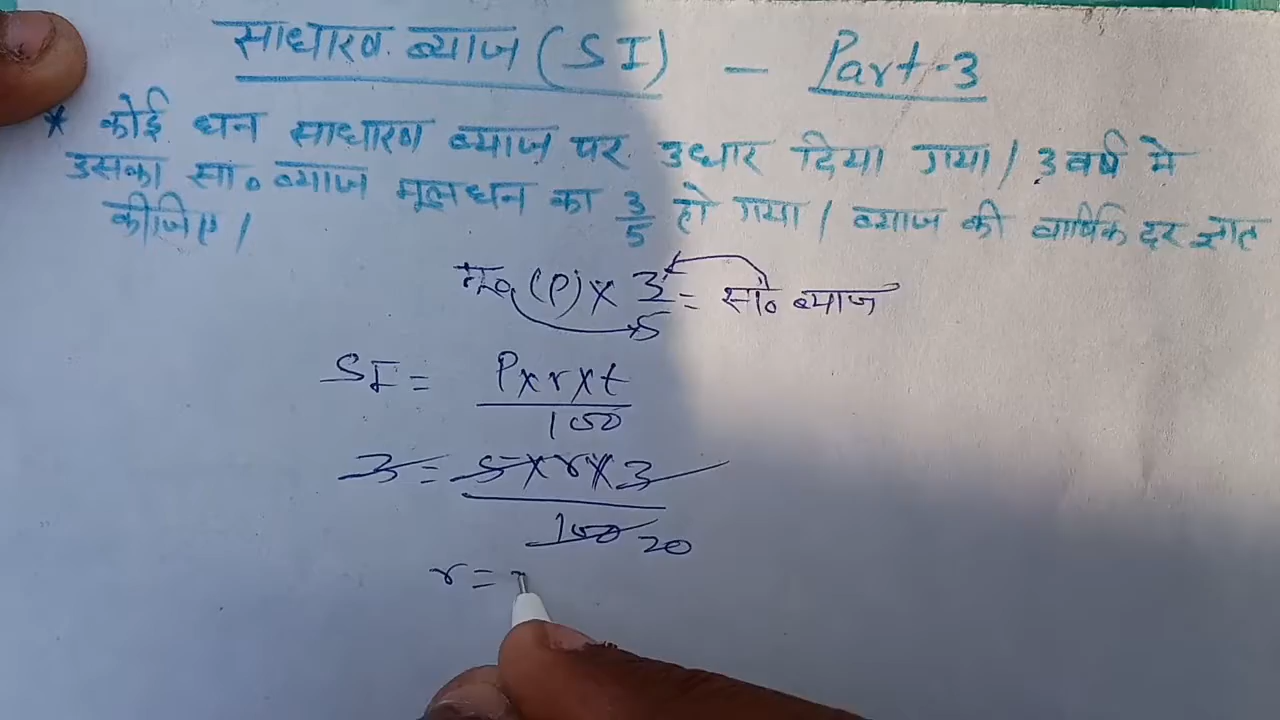 साधारण ब्याज (SI) - Part-3
* कोई धन साधारण ब्याज पर उधार दिया गया / 3 वर्ष मे
उसका सा० ब्याज मूलधन का 3/5 हो गया / ब्याज की वार्षिक दर ज्ञात
कीजिए /
(P) × 3/5 = सा० ब्याज
SI = P×r×t/100
3 = 5×r×3/100 20
r =